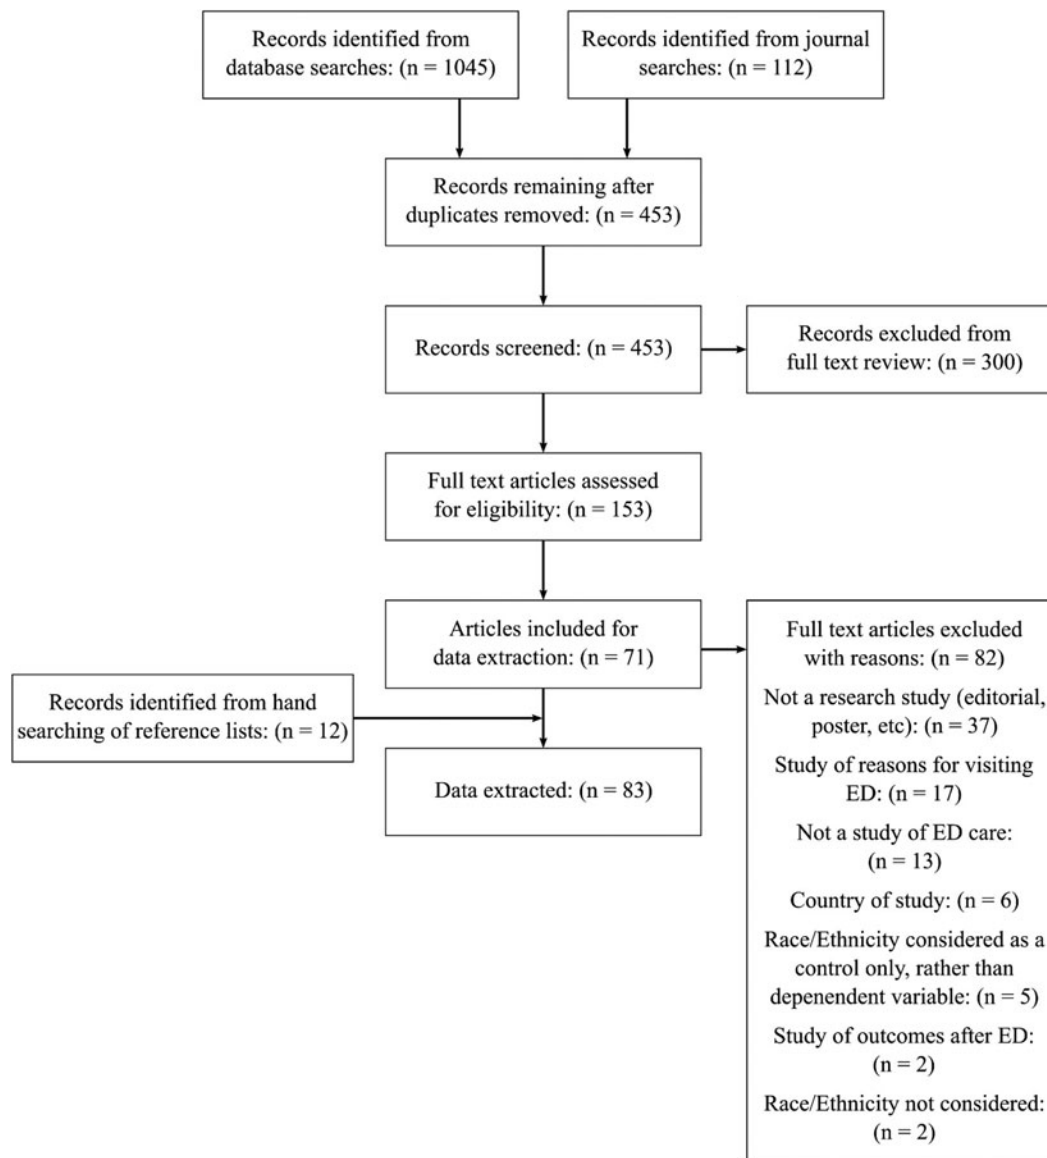 Records identified from
database searches: (n = 1045)
Records identified from journal
searches: (n = 112)
Records remaining after
duplicates removed: (n = 453)
Records screened: (n = 453)
Records excluded from
full text review: (n = 300)
Full text articles assessed
for eligibility: (n = 153)
Articles included for
data extraction: (n = 71)
Full text articles excluded
with reasons: (n = 82)
Not a research study (editorial,
poster, etc): (n = 37)
Study of reasons for visiting
ED: (n = 17)
Not a study of ED care:
(n = 13)
Country of study: (n = 6)
Race/Ethnicity considered as a
control only, rather than
depenendent variable: (n = 5)
Study of outcomes after ED:
(n = 2)
Race/Ethnicity not considered:
(n = 2)
Records identified from hand
searching of reference lists: (n = 12)
Data extracted: (n = 83)